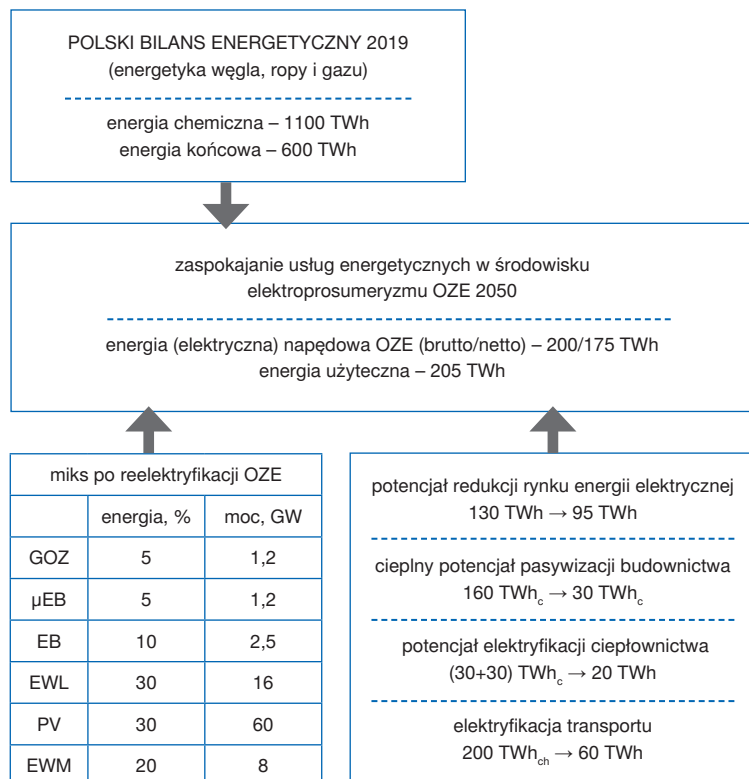 POLSKI BILANS ENERGETYCZNY 2019
(energetyka węgla, ropy i gazu)
energia chemiczna – 1100 TWh
energia końcowa – 600 TWh
zaspokajanie usług energetycznych w środowisku
elektroprosumeryzmu OZE 2050
energia (elektryczna) napędowa OZE (brutto/netto) – 200/175 TWh
energia użyteczna – 205 TWh
miks po reelektryfikacji OZE
energia, % moc, GW
GOZ 5 1,2
µEB 5 1,2
EB 10 2,5
EWL 30 16
PV 30 60
EWM 20 8
potencjał redukcji rynku energii elektrycznej
130 TWh → 95 TWh
cieplny potencjał pasywizacji budownictwa
160 TWhc → 30 TWhc
potencjał elektryfikacji ciepłownictwa
(30+30) TWhc → 20 TWh
elektryfikacja transportu
200 TWhch → 60 TWh